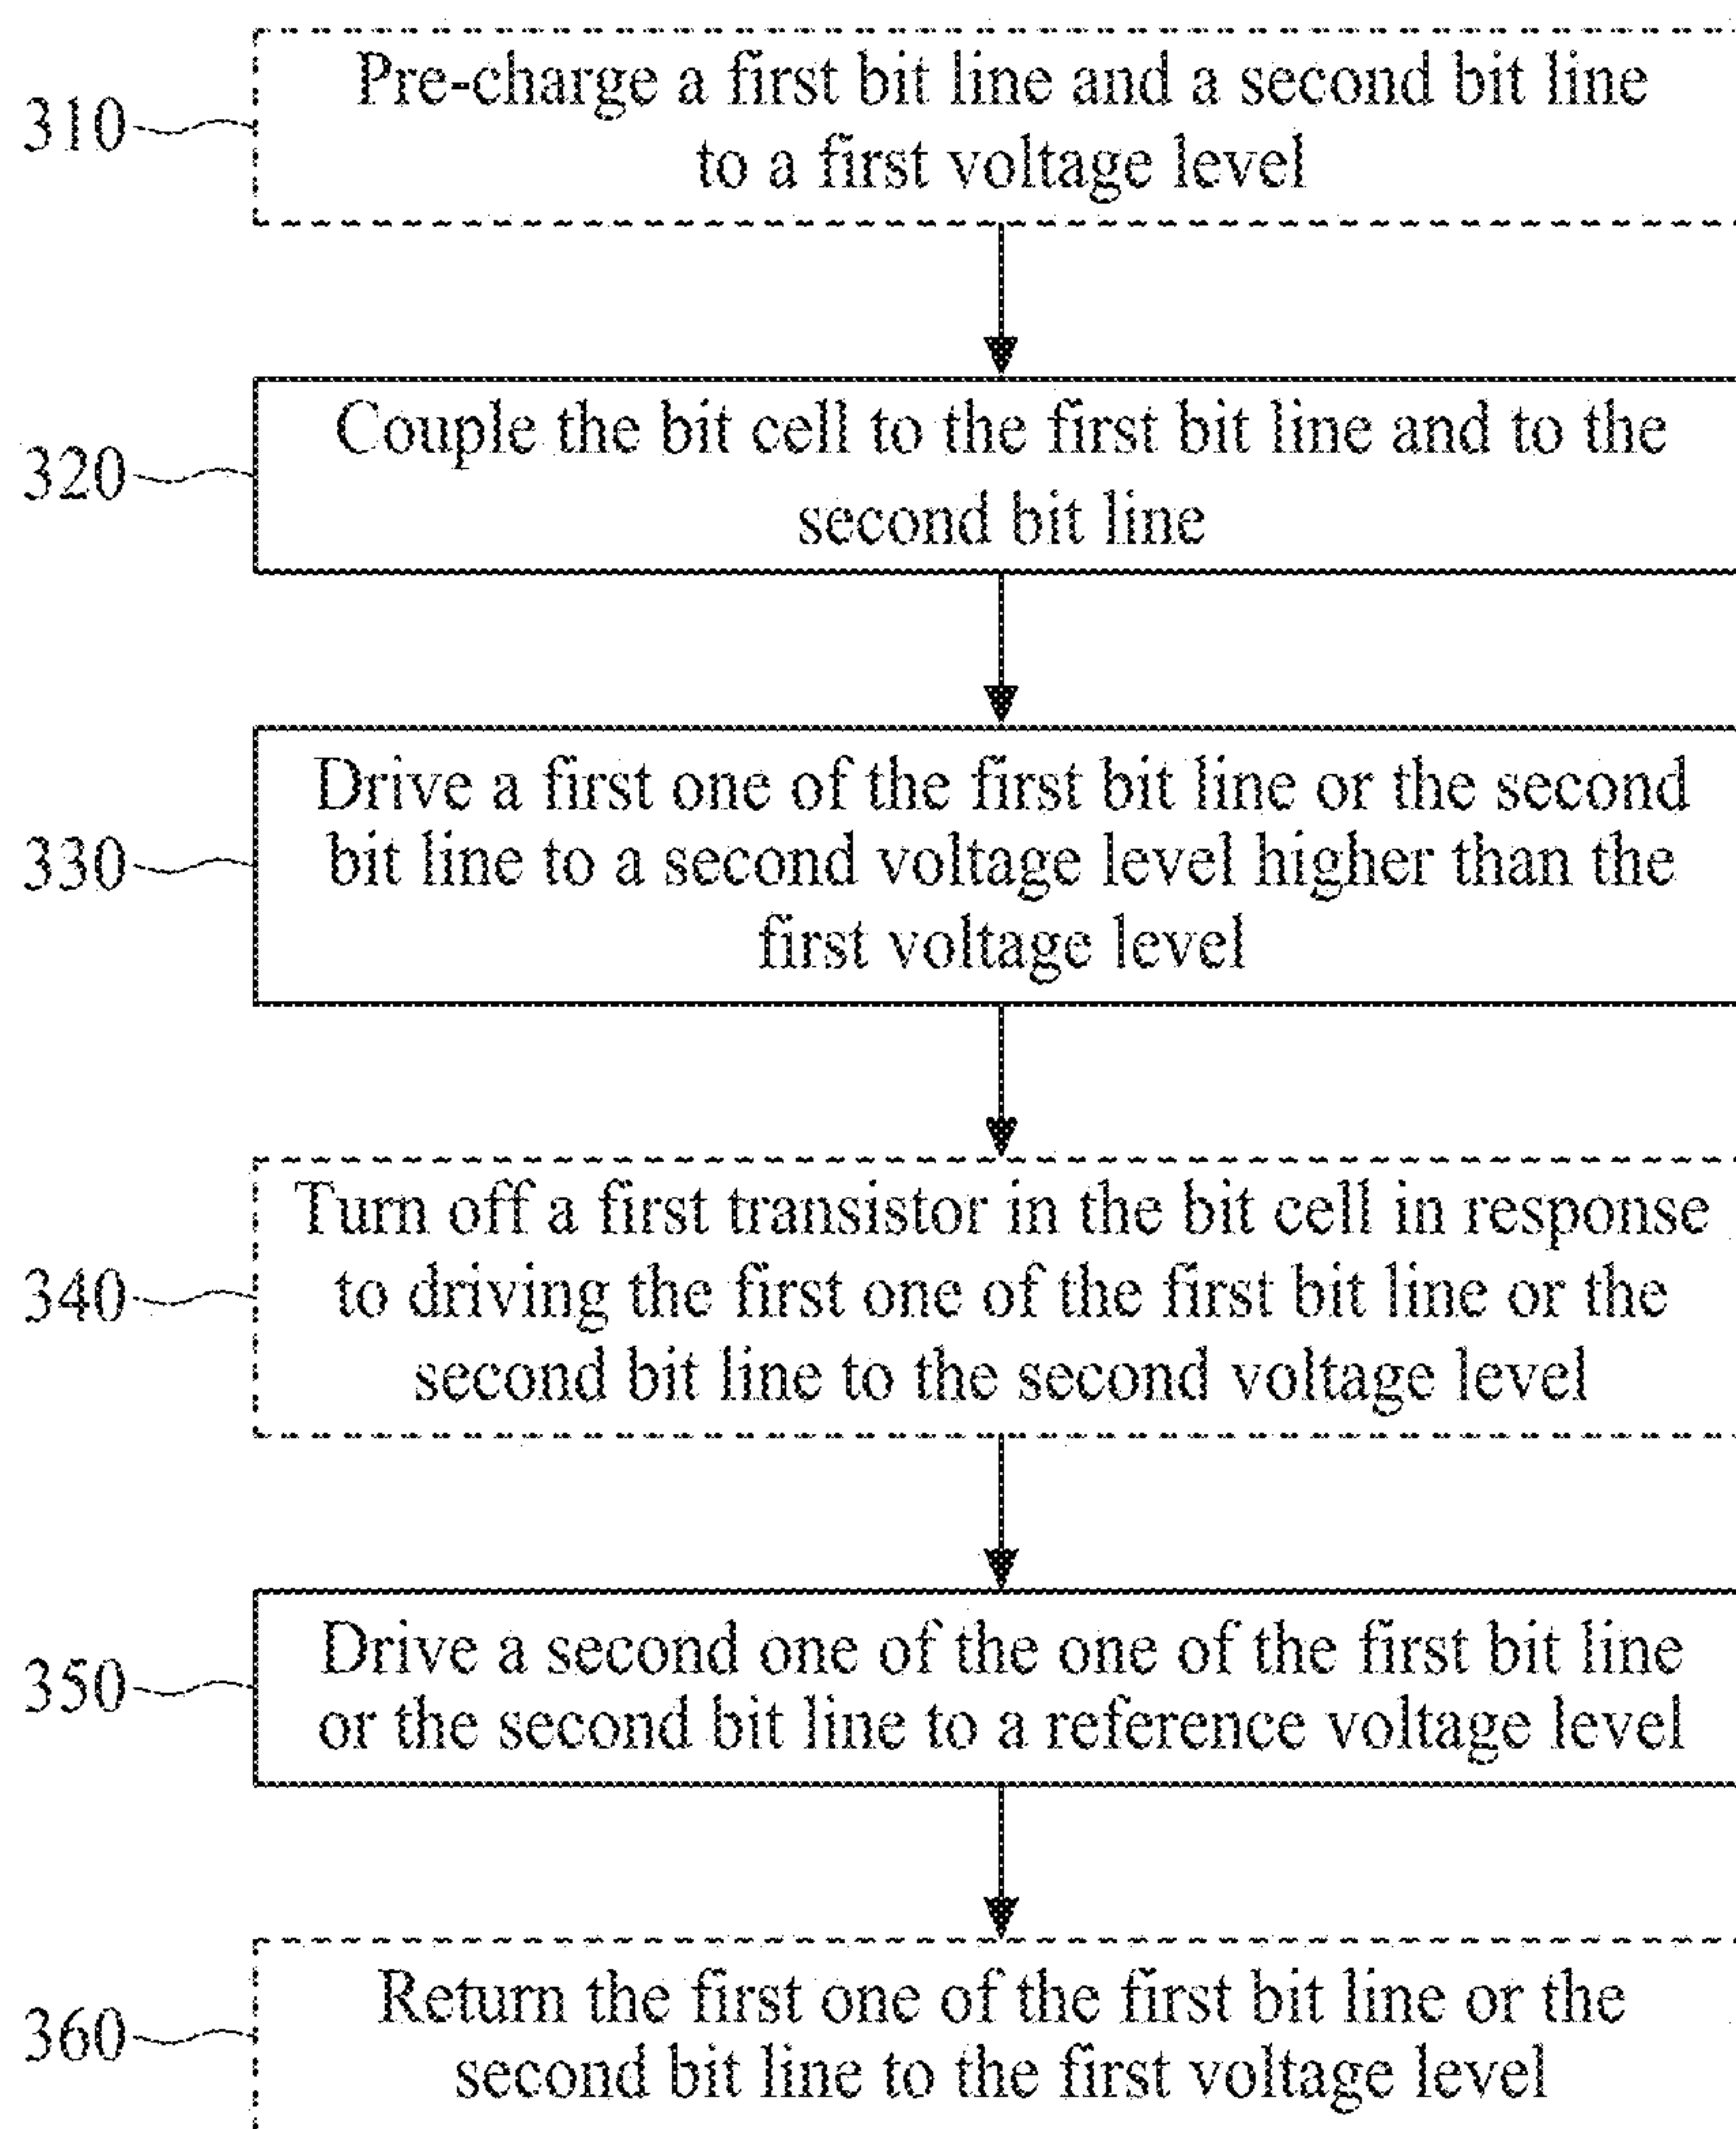 310
Pre-charge a first bit line and a second bit line
to a first voltage level
320
Couple the bit cell to the first bit line and to the
second bit line
330
Drive a first one of the first bit line or the second
bit line to a second voltage level higher than the
first voltage level
340
Turn off a first transistor in the bit cell in response
to driving the first one of the first bit line or the
second bit line to the second voltage level
350
Drive a second one of the one of the first bit line
or the second bit line to a reference voltage level
360
Return the first one of the first bit line or the
second bit line to the first voltage level